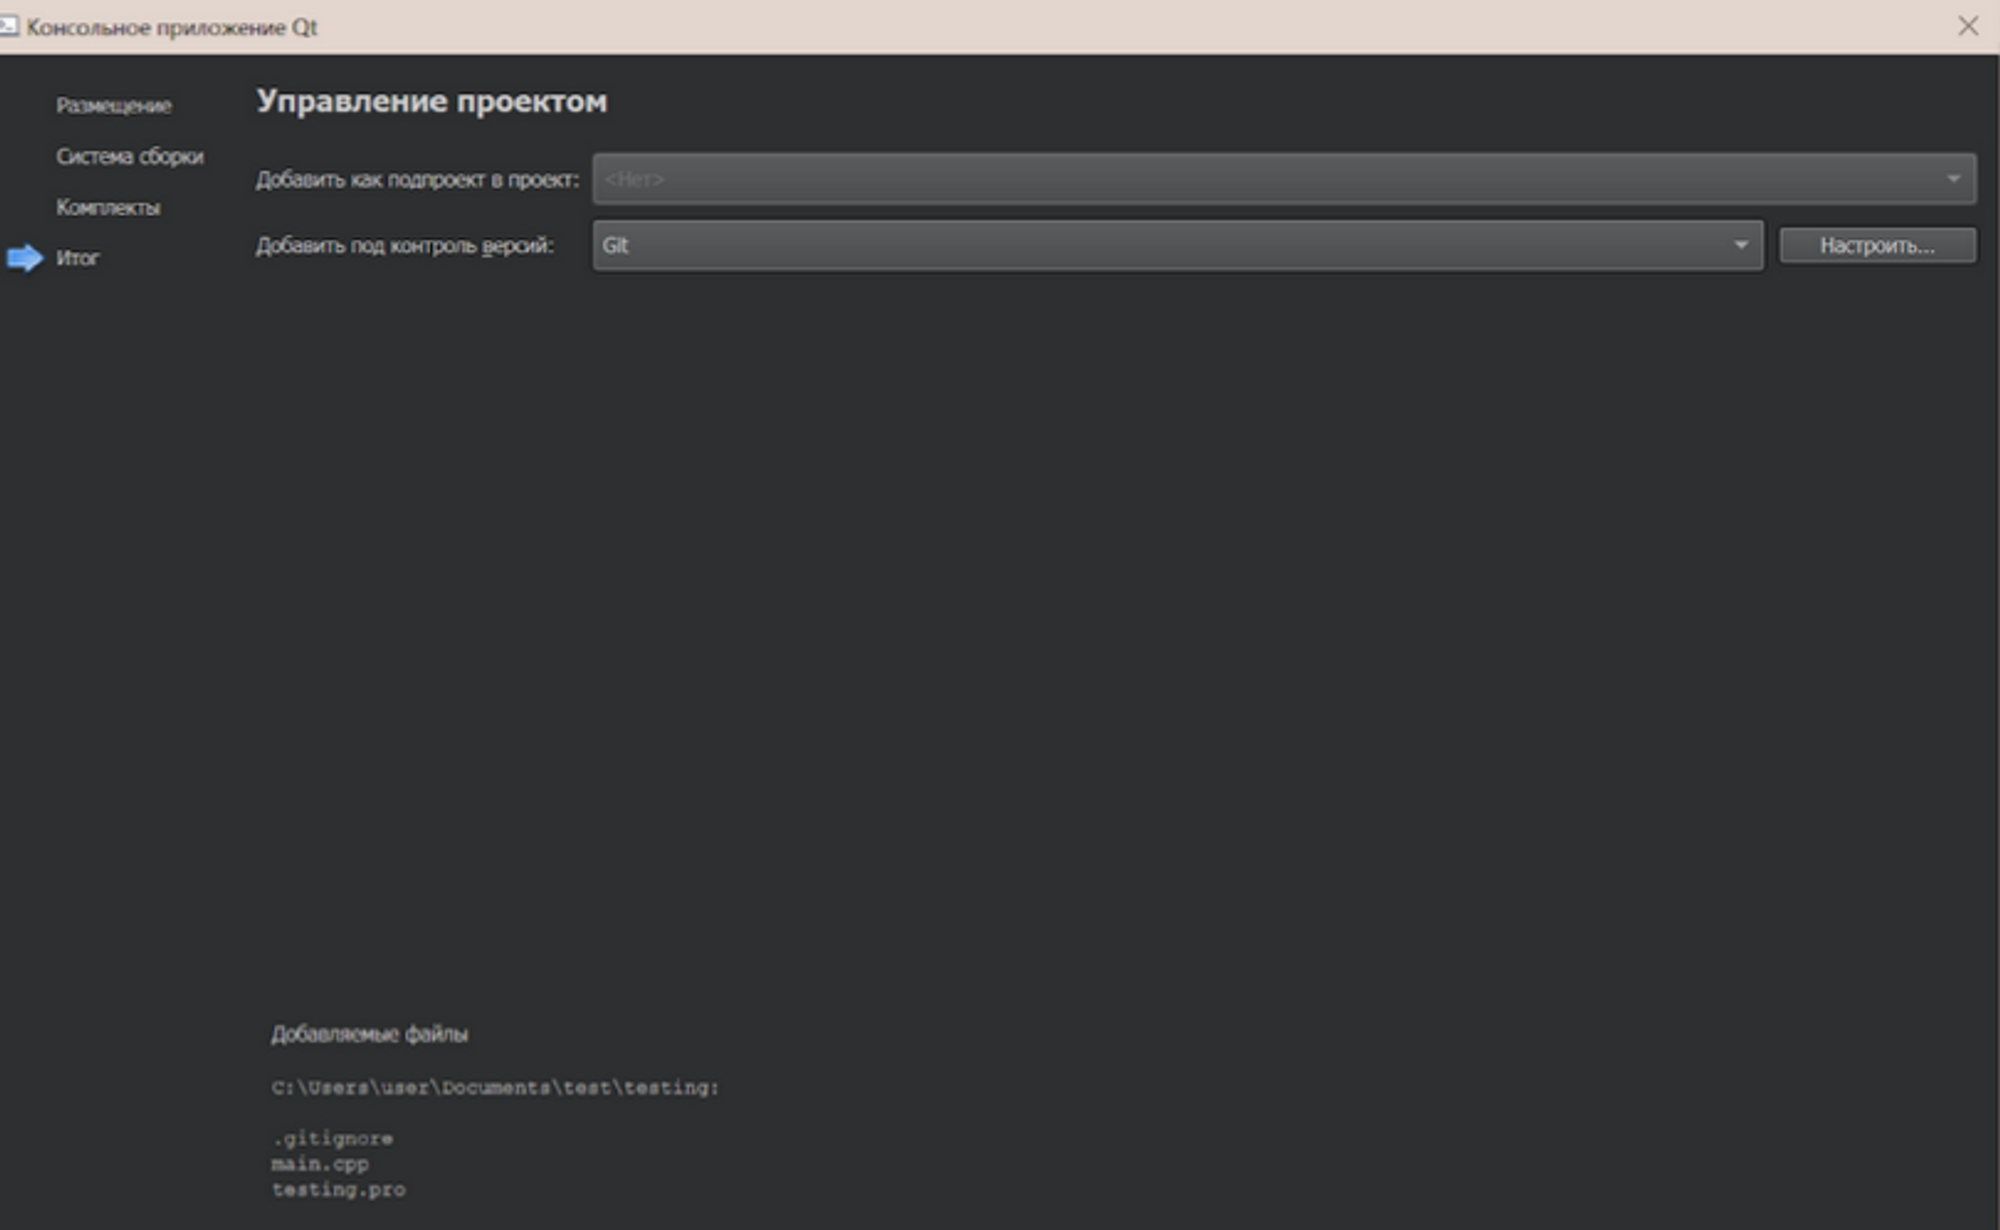 Консольное приложение Qt
Размещение
Система сборки
Комплекты
Итог
Управление проектом
Добавить как подпроект в проект: <Нет>
Добавить под контроль версий: Git Настроить...
Добавляемые файлы
C:\Users\user\Documents\test\testing:
.gitignore
main.cpp
testing.pro